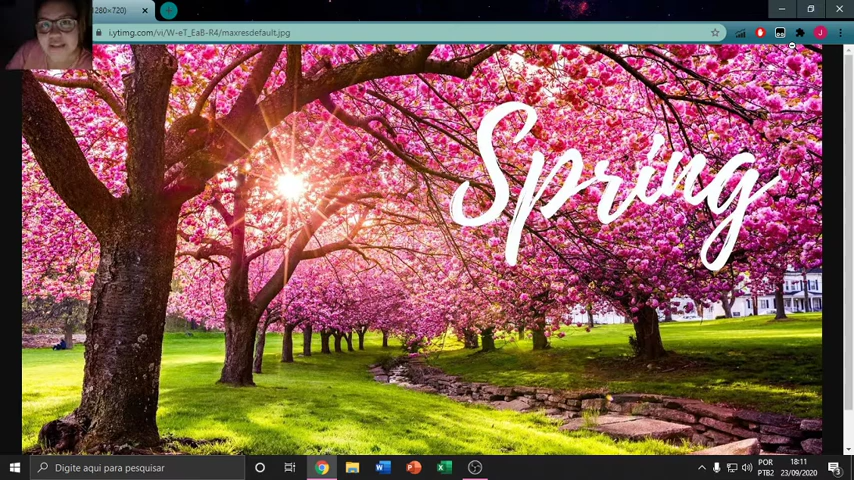 1280×720)
i.ytimg.com/vi/W-eT_EaB-R4/maxresdefault.jpg
J
Spring
Digite aqui para pesquisar
POR
PTB2
18:11
23/09/2020
3